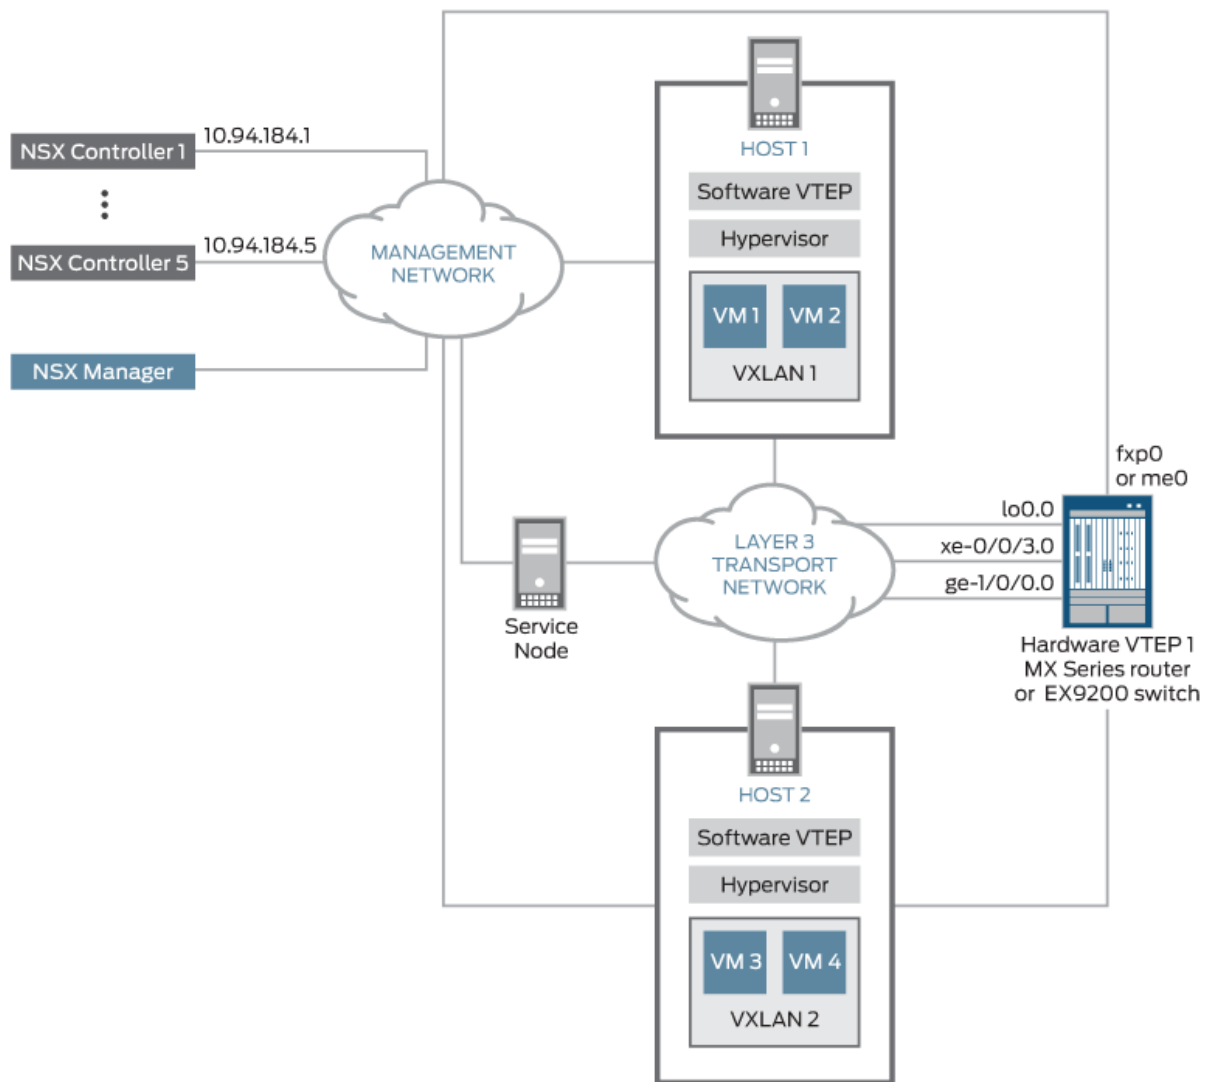 10.94.184.1
NSX Controller 1
10.94.184.5
NSX Controller 5
NSX Manager
MANAGEMENT
NETWORK
HOST 1
Software VTEP
Hypervisor
VM 1
VM 2
VXLAN 1
fxp0
or me0
lo0.0
xe-0/0/3.0
ge-1/0/0.0
LAYER 3
TRANSPORT
NETWORK
Service
Node
Hardware VTEP 1
MX Series router
or EX9200 switch
HOST 2
Software VTEP
Hypervisor
VM 3
VM 4
VXLAN 2